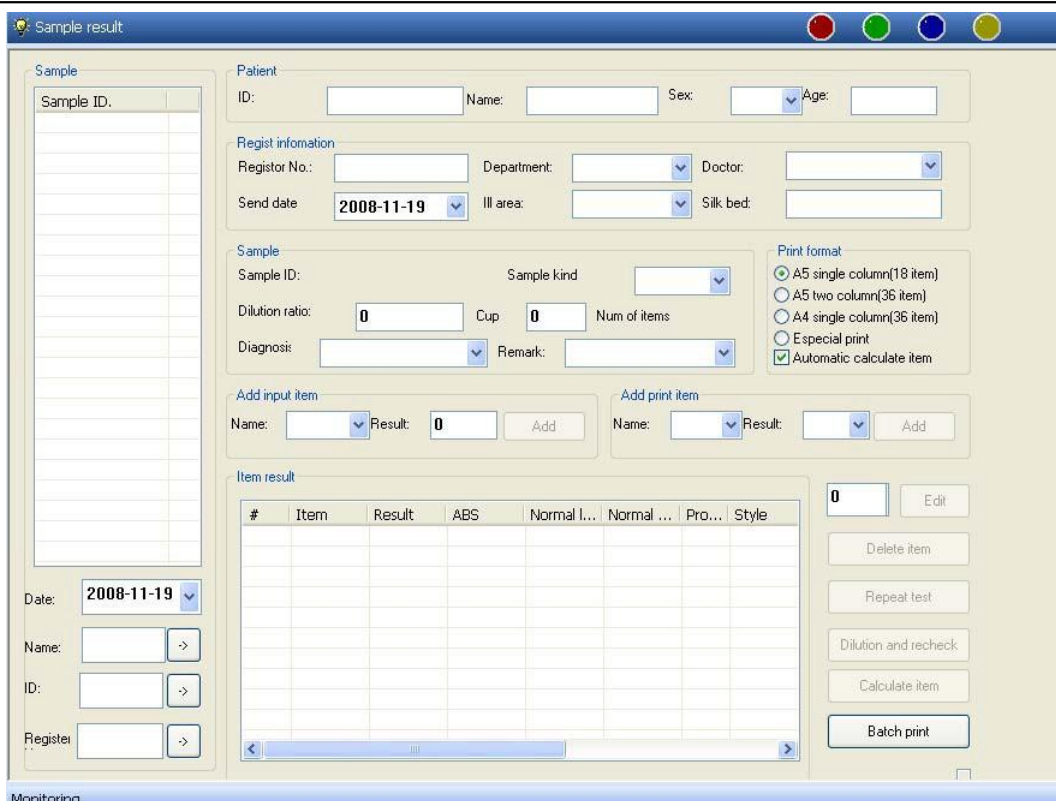 Sample result
Sample
Sample ID.
Date: 2008-11-19
Name: ->
ID: ->
Register ->
Patient
ID: Name: Sex: Age:
Regist infomation
Registor No.: Department: Doctor:
Send date 2008-11-19 Ill area: Silk bed:
Sample
Sample ID: Sample kind
Dilution ratio: 0 Cup 0 Num of items
Diagnosis Remark:
Print format
A5 single column(18 item)
A5 two column(36 item)
A4 single column(36 item)
Especial print
Automatic calculate item
Add input item
Name: Result: 0 Add
Add print item
Name: Result: Add
Item result
# Item Result ABS Normal l... Normal ... Pro... Style
0 Edit
Delete item
Repeat test
Dilution and recheck
Calculate item
Batch print
Monitoring